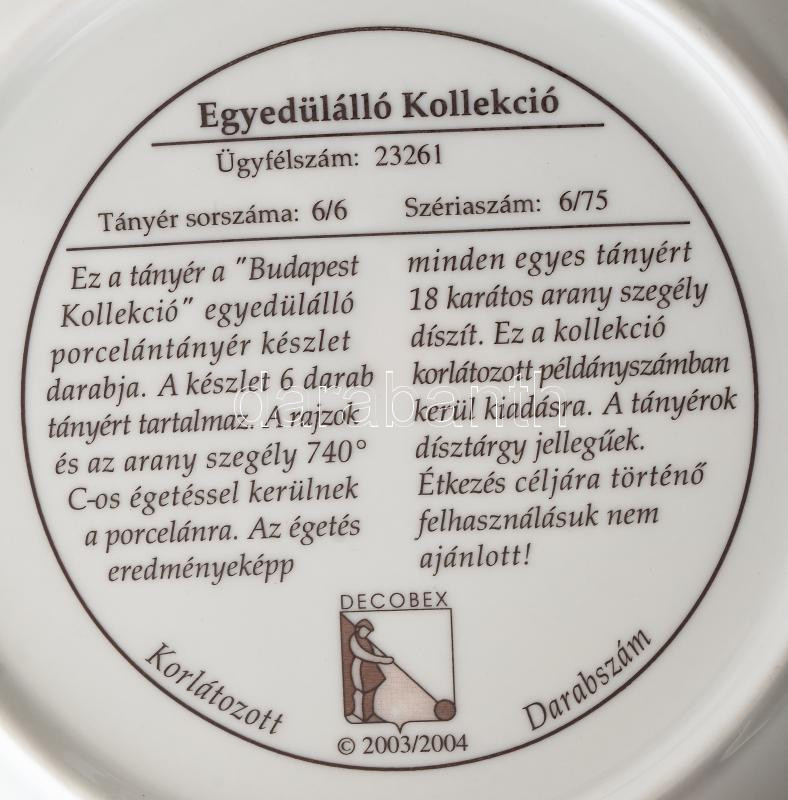 Egyedülálló Kollekció
Ügyfélszám: 23261
Tányér sorszáma: 6/6 Szériaszám: 6/75
Ez a tányér a "Budapest
Kollekció" egyedülálló
porcelántányér készlet
darabja. A készlet 6 darab
tányért tartalmaz. A rajzok
és az arany szegély 740°
C-os égetéssel kerülnek
a porcelánra. Az égetés
eredményeképp
minden egyes tányért
18 karátos arany szegély
díszít. Ez a kollekció
korlátozott példányszámban
kerül kiadásra. A tányérok
dísztárgy jellegűek.
Étkezés céljára történő
felhasználásuk nem
ajánlott!
DECOBEX
© 2003/2004
Korlátozott
Darabszám
darabanth